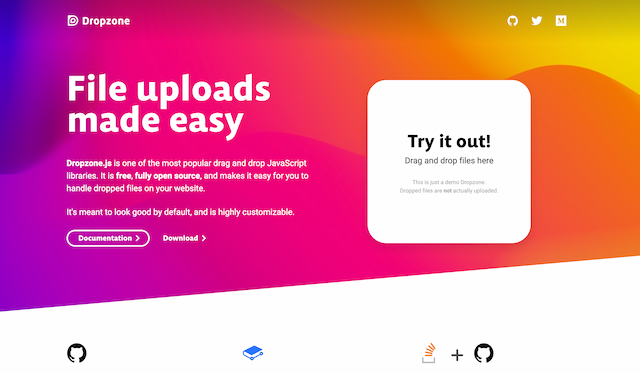 Dropzone
File uploads
made easy
Dropzone.js is one of the most popular drag and drop JavaScript
libraries. It is free, fully open source, and makes it easy for you to
handle dropped files on your website.
It's meant to look good by default, and is highly customizable.
Documentation
Download
Try it out!
Drag and drop files here
This is just a demo Dropzone.
Dropped files are not actually uploaded.